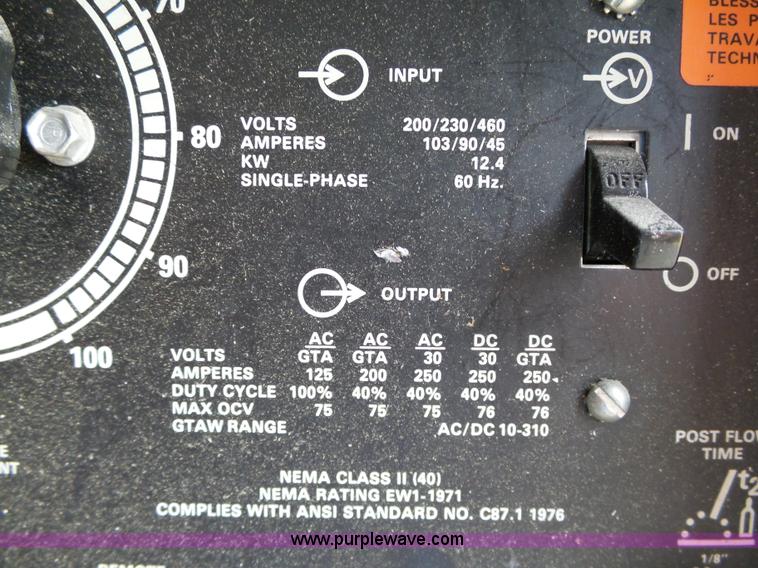 70
80
90
100
INPUT
VOLTS 200/230/460
AMPERES 103/90/45
KW 12.4
SINGLE-PHASE 60 Hz.
POWER
V
ON
OFF
OFF
LES P
TECHN
OUTPUT
AC AC AC DC DC
VOLTS GTA GTA 30 30 GTA
AMPERES 125 200 250 250 250
DUTY CYCLE 100% 40% 40% 40% 40%
MAX OCV 75 75 75 76 76
GTAW RANGE AC/DC 10-310
NEMA CLASS II (40)
NEMA RATING EW1-1971
COMPLIES WITH ANSI STANDARD NO. C87.1 1976
POST FLOW
TIME
t2
1/8"
www.purplewave.com